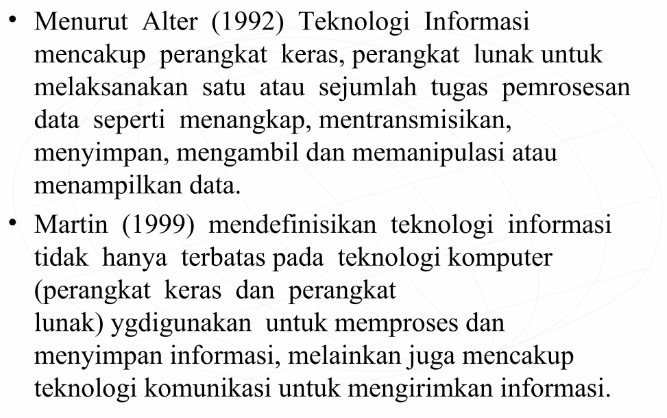 • Menurut Alter (1992) Teknologi Informasi
mencakup perangkat keras, perangkat lunak untuk
melaksanakan satu atau sejumlah tugas pemrosesan
data seperti menangkap, mentransmisikan,
menyimpan, mengambil dan memanipulasi atau
menampilkan data.
• Martin (1999) mendefinisikan teknologi informasi
tidak hanya terbatas pada teknologi komputer
(perangkat keras dan perangkat
lunak) ygdigunakan untuk memproses dan
menyimpan informasi, melainkan juga mencakup
teknologi komunikasi untuk mengirimkan informasi.